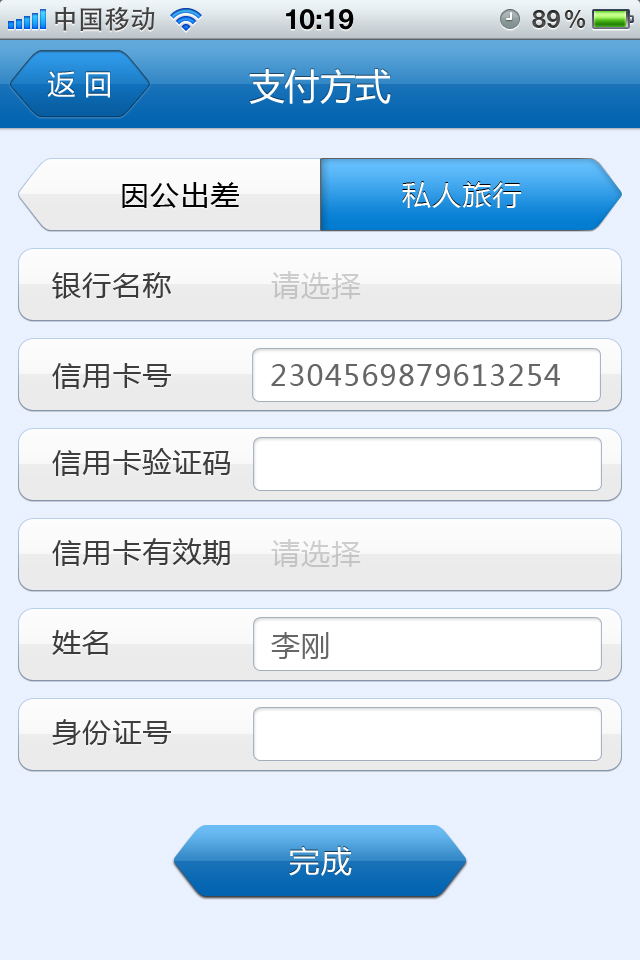 中国移动 10:19 89%
返回 支付方式
因公出差 私人旅行
银行名称 请选择
信用卡号 2304569879613254
信用卡验证码
信用卡有效期 请选择
姓名 李刚
身份证号
完成